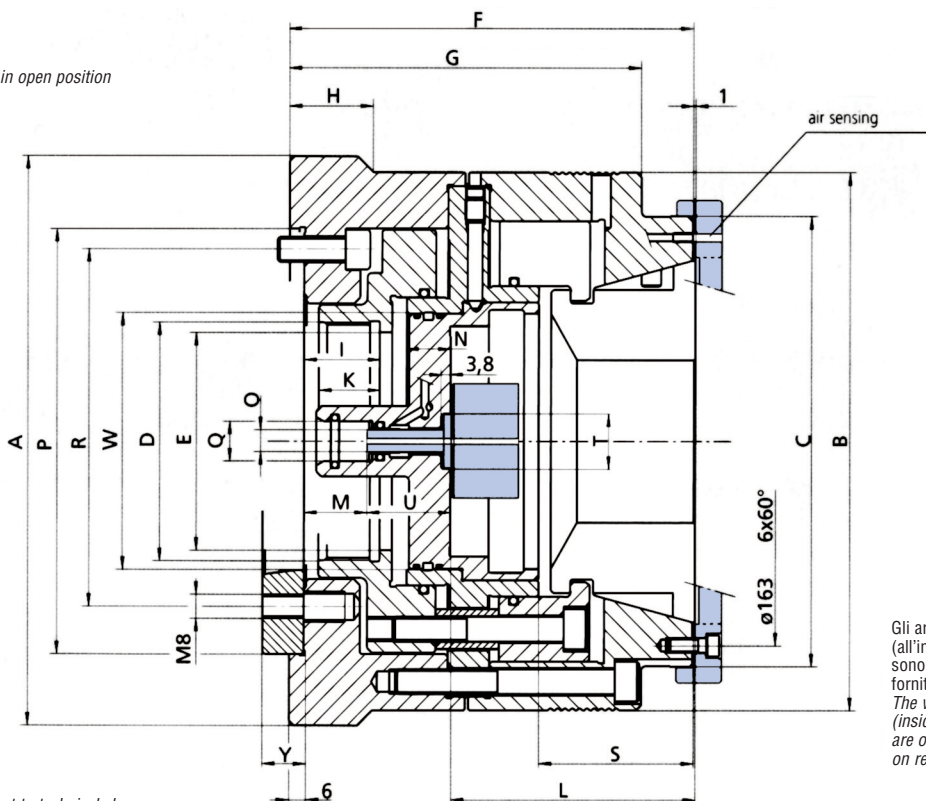 F
G
in open position
H
1
air sensing
N
I
3,8
K
O
A
P
R
W
D
E
Q
T
C
B
M
U
6x60°
ø163
M8
Gli an
(all'in
sono
fornit
The v
(insid
are o
on re
S
Y
6
L